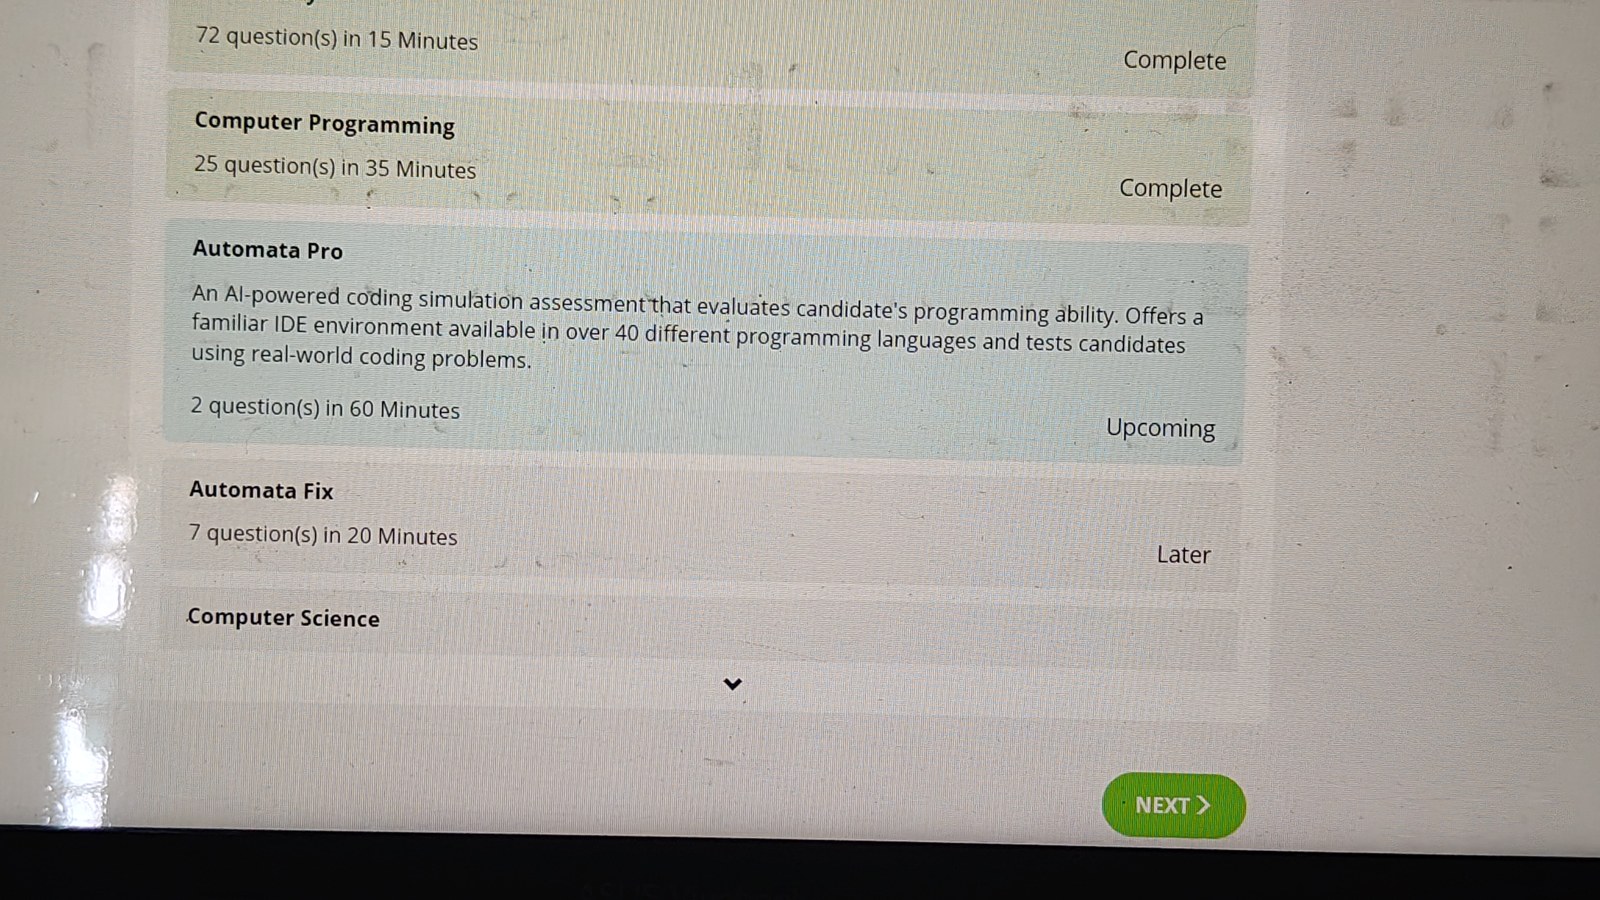 72 question(s) in 15 Minutes
Complete
Computer Programming
25 question(s) in 35 Minutes
Complete
Automata Pro
An AI-powered coding simulation assessment that evaluates candidate's programming ability. Offers a
familiar IDE environment available in over 40 different programming languages and tests candidates
using real-world coding problems.
2 question(s) in 60 Minutes
Upcoming
Automata Fix
7 question(s) in 20 Minutes
Later
Computer Science
NEXT